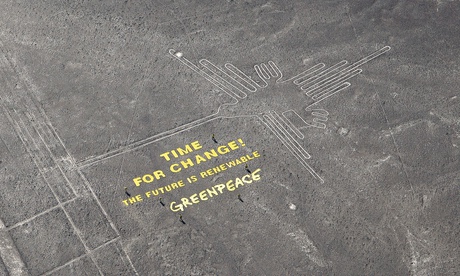 TIME
FOR CHANGE!
THE FUTURE IS RENEWABLE
GREENPEACE